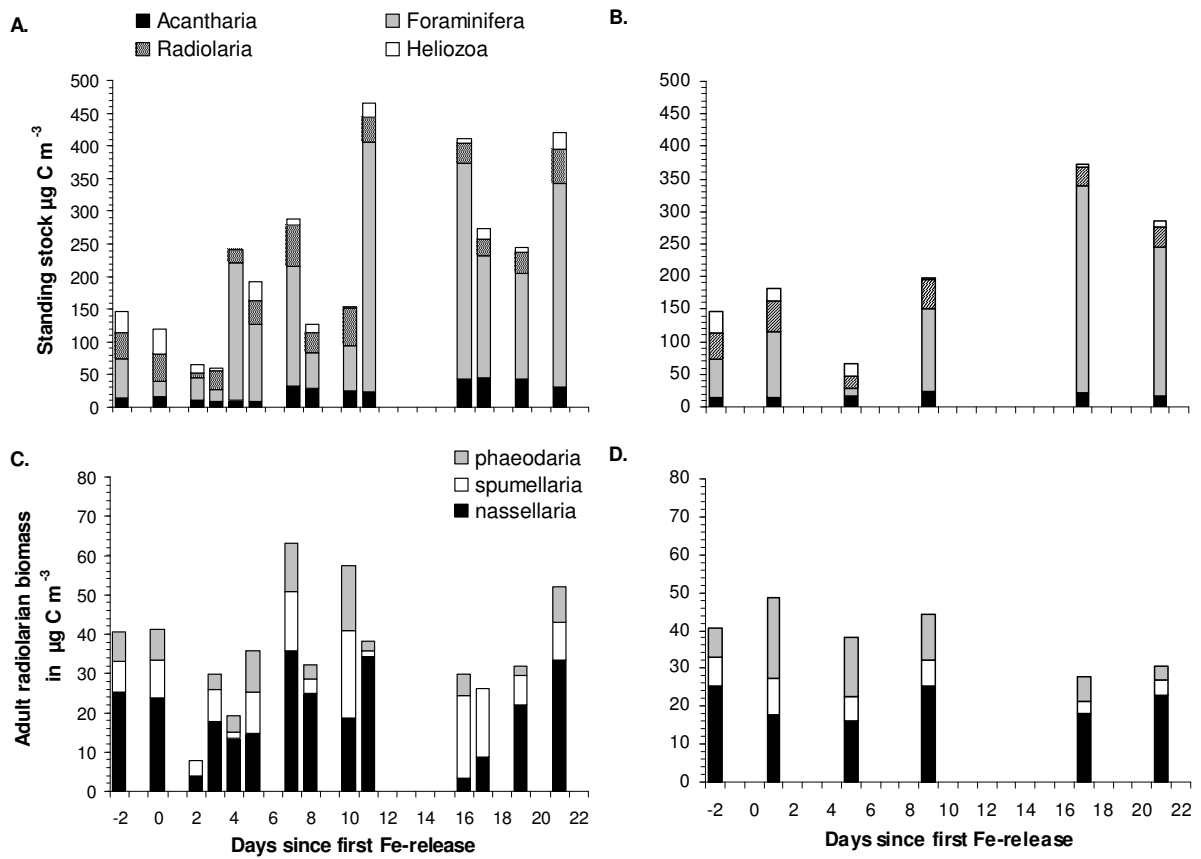 A.
Acantharia
Foraminifera
Radiolaria
Heliozoa
B.
500
450
400
350
300
250
200
150
100
50
0
Standing stock µg C m⁻³
500
450
400
350
300
250
200
150
100
50
0
C.
phaeodaria
spumellaria
nassellaria
D.
80
70
60
50
40
30
20
10
0
Adult radiolarian biomass
in µg C m⁻³
-2 0 2 4 6 8 10 12 14 16 18 20 22
Days since first Fe-release
80
70
60
50
40
30
20
10
0
-2 0 2 4 6 8 10 12 14 16 18 20 22
Days since first Fe-release